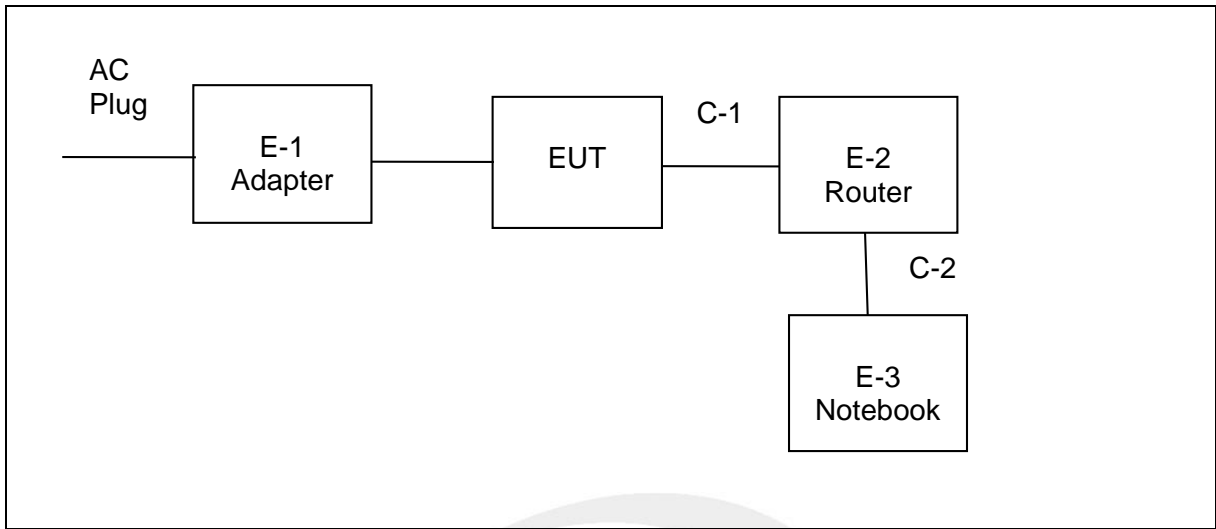 AC
Plug
E-1
Adapter
EUT
C-1
E-2
Router
C-2
E-3
Notebook